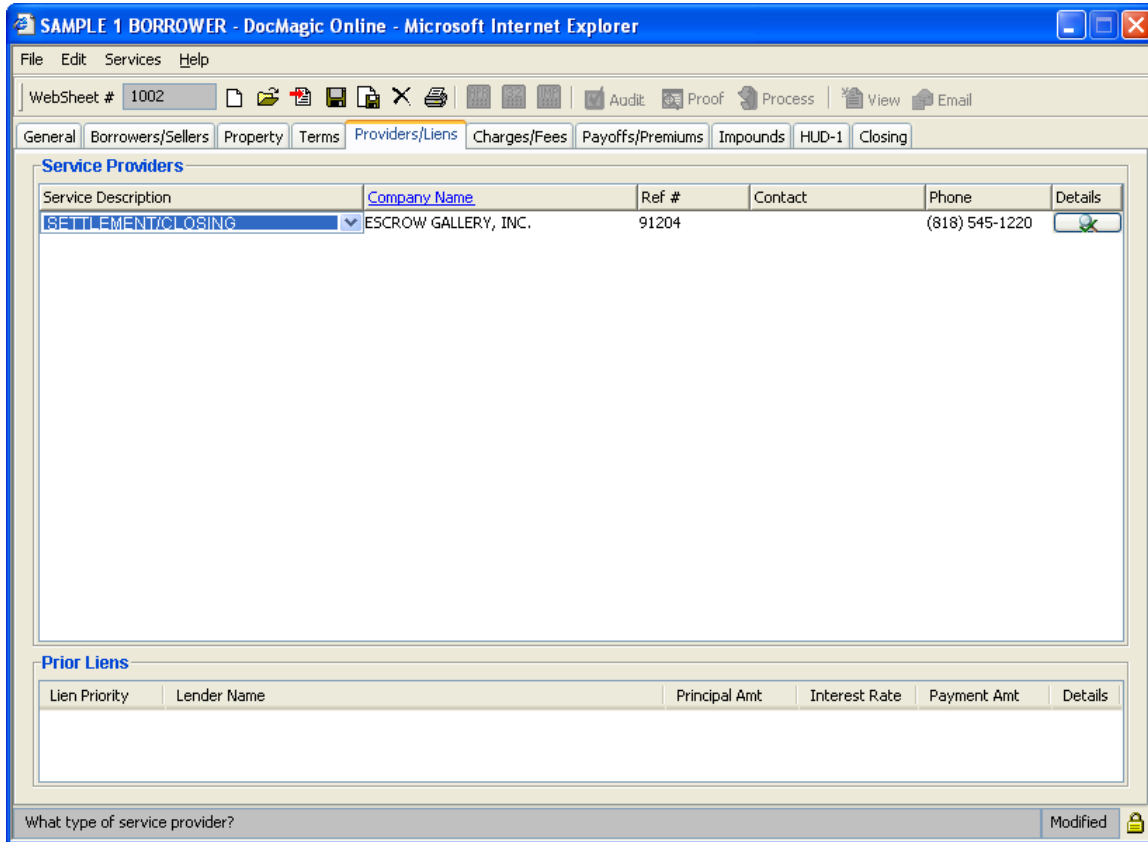 SAMPLE 1 BORROWER - DocMagic Online - Microsoft Internet Explorer
File Edit Services Help
WebSheet # 1002 Audit Proof Process View Email
General Borrowers/Sellers Property Terms Providers/Liens Charges/Fees Payoffs/Premiums Impounds HUD-1 Closing
Service Providers
Service Description Company Name Ref # Contact Phone Details
SETTLEMENT/CLOSING ESCROW GALLERY, INC. 91204 (818) 545-1220
Prior Liens
Lien Priority Lender Name Principal Amt Interest Rate Payment Amt Details
What type of service provider? Modified